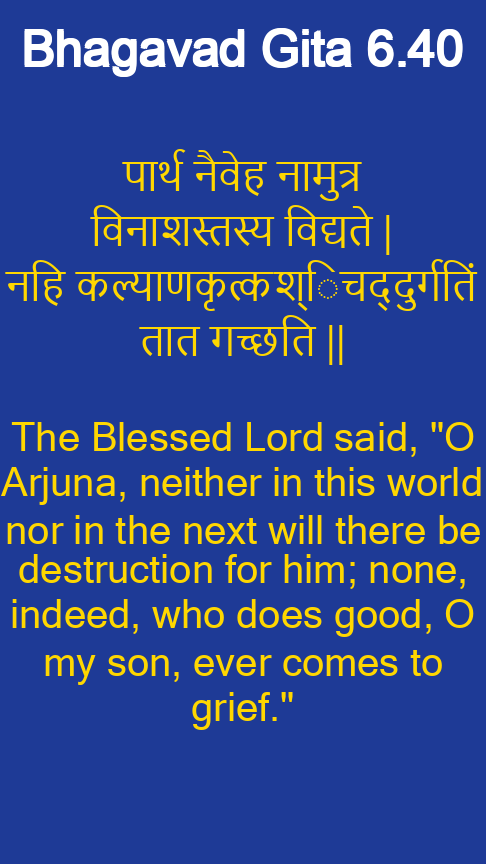 Bhagavad Gita 6.40
पार्थ नैवेह नामुत्र
विनाशस्तस्य विद्यते |
नहि कल्याणकृत्कश्िचद्दुर्गतिं
तात गच्छति ||
The Blessed Lord said, "O
Arjuna, neither in this world
nor in the next will there be
destruction for him; none,
indeed, who does good, O
my son, ever comes to
grief."